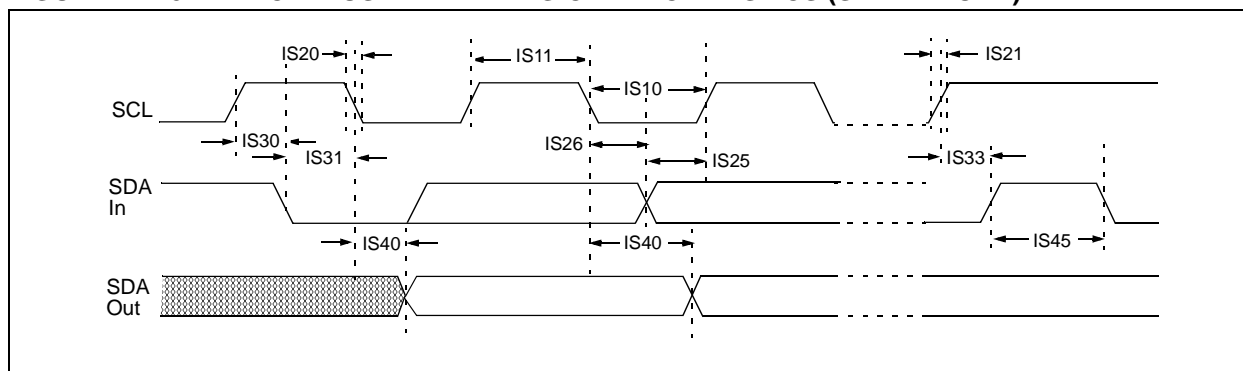 IS20
IS11
IS21
IS10
SCL
IS30
IS31
IS26
IS25
IS33
SDA
In
IS40
IS40
IS45
SDA
Out